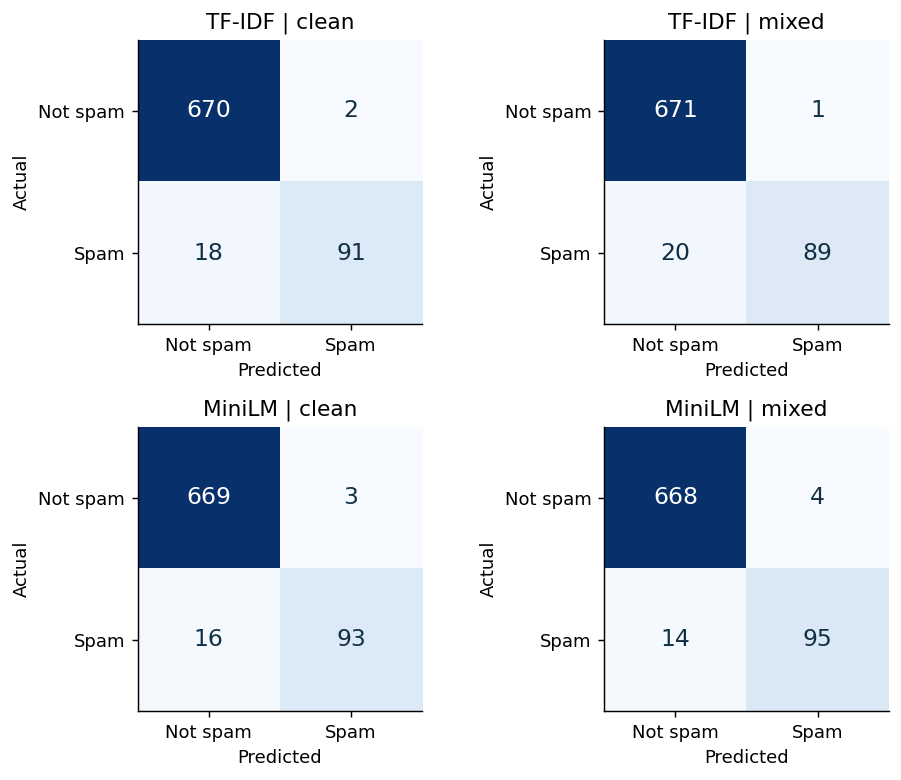 TF-IDF | clean
Actual
Not spam
670
2
Spam
18
91
Not spam
Spam
Predicted
TF-IDF | mixed
Actual
Not spam
671
1
Spam
20
89
Not spam
Spam
Predicted
MiniLM | clean
Actual
Not spam
669
3
Spam
16
93
Not spam
Spam
Predicted
MiniLM | mixed
Actual
Not spam
668
4
Spam
14
95
Not spam
Spam
Predicted